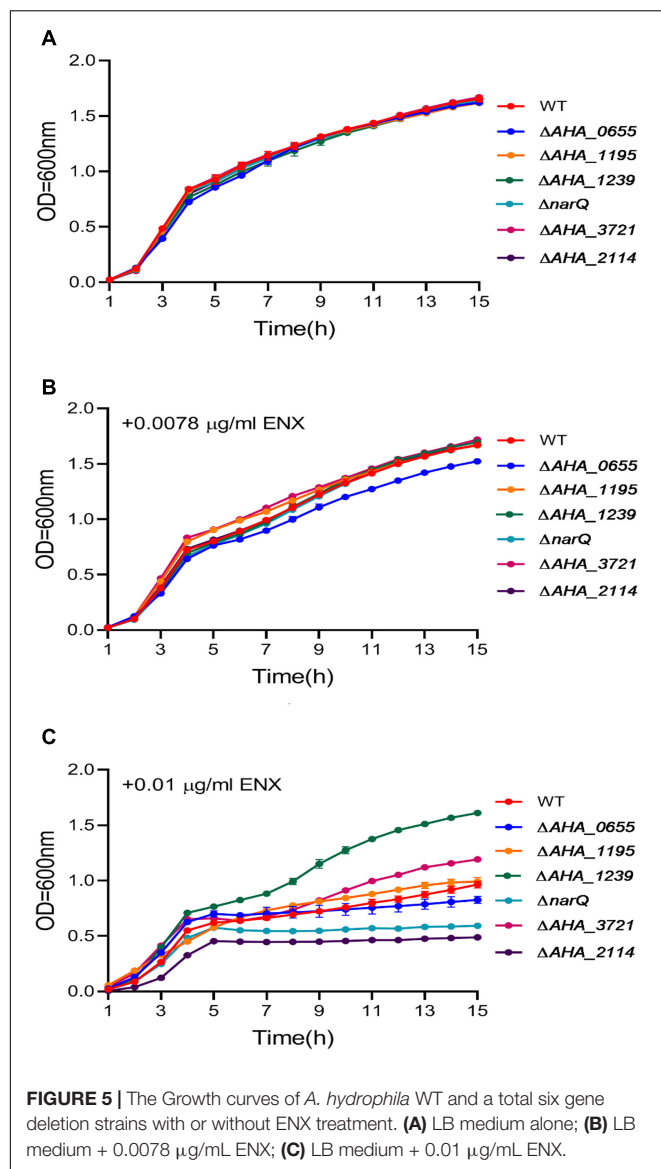 A
2.0
1.5
1.0
0.5
0.0
OD=600nm
1 3 5 7 9 11 13 15
Time(h)
WT
ΔAHA_0655
ΔAHA_1195
ΔAHA_1239
ΔnarQ
ΔAHA_3721
ΔAHA_2114
B
+0.0078 μg/ml ENX
2.0
1.5
1.0
0.5
0.0
OD=600nm
1 3 5 7 9 11 13 15
Time(h)
WT
ΔAHA_0655
ΔAHA_1195
ΔAHA_1239
ΔnarQ
ΔAHA_3721
ΔAHA_2114
C
+0.01 μg/ml ENX
2.0
1.5
1.0
0.5
0.0
OD=600nm
1 3 5 7 9 11 13 15
Time(h)
WT
ΔAHA_0655
ΔAHA_1195
ΔAHA_1239
ΔnarQ
ΔAHA_3721
ΔAHA_2114
FIGURE 5 | The Growth curves of A. hydrophila WT and a total six gene
deletion strains with or without ENX treatment. (A) LB medium alone; (B) LB
medium + 0.0078 μg/mL ENX; (C) LB medium + 0.01 μg/mL ENX.